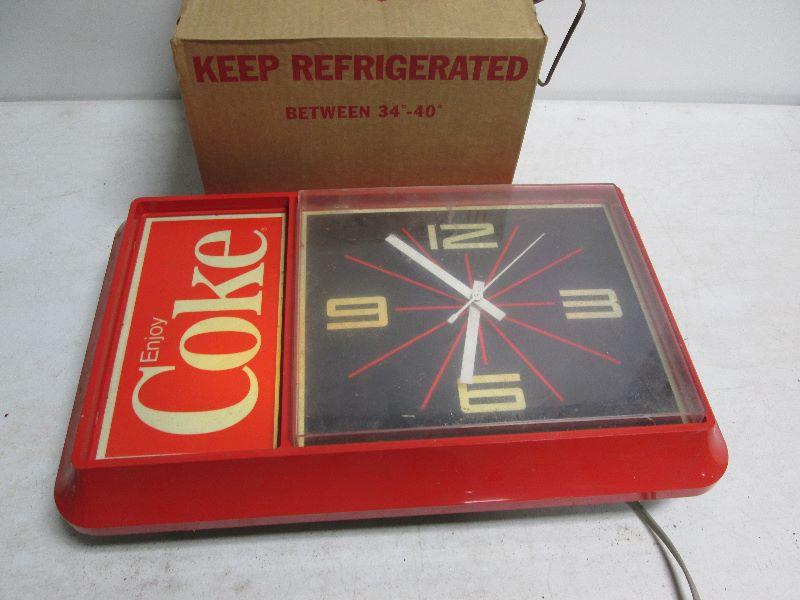 KEEP REFRIGERATED
BETWEEN 34°-40°
Enjoy
Coke®
12
3
6
9